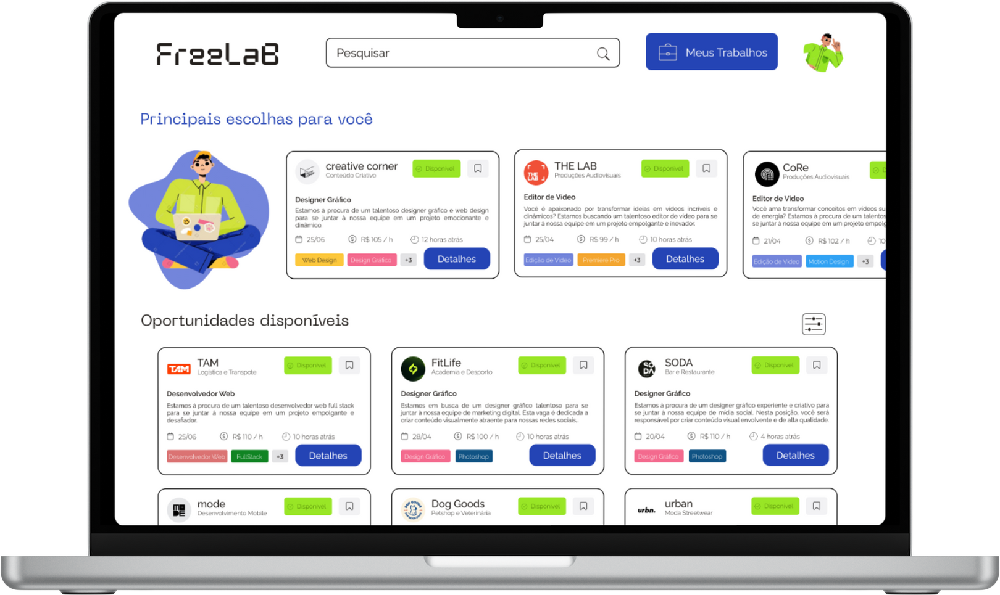 FreeLaB
Pesquisar
Meus Trabalhos
Principais escolhas para você
creative corner
Conteúdo Criativo
Disponível
Designer Gráfico
Estamos à procura de um talentoso designer gráfico e web design
para se juntar à nossa equipe em um projeto emocionante e
dinâmico.
25/06
R$ 105 / h
12 horas atrás
Web Design
Design Gráfico
+3
Detalhes
THE LAB
THE LAB
Produções Audiovisuais
Disponível
Editor de Vídeo
Você é apaixonado por transformar ideias em vídeos incríveis e
dinâmicos? Estamos buscando um talentoso editor de vídeo para se
juntar à nossa equipe em um projeto empolgante e inovador.
25/04
R$ 99 / h
10 horas atrás
Edição de Vídeo
Premiere Pro
+3
Detalhes
CoRe
Produções Audiovisuais
Editor de Vídeo
Você ama transformar conceitos em vídeos
de energia? Estamos à procura de um
se juntar à nossa equipe em um projeto
21/04
R$ 102 / h
10
Edição de Vídeo
Motion Design
+3
Oportunidades disponíveis
TAM
TAM
Logística e Transpote
Disponível
Desenvolvedor Web
Estamos à procura de um talentoso desenvolvedor web full stack
para se juntar à nossa equipe em um projeto empolgante e
desafiador.
25/06
R$ 110 / h
10 horas atrás
Desenvolvedor Web
FullStack
+3
Detalhes
FitLife
Academia e Desporto
Disponível
Designer Gráfico
Estamos em busca de um designer gráfico talentoso para se
juntar à nossa equipe de marketing digital. Esta vaga é dedicada a
criar conteúdo visualmente atraente para nossas redes sociais,.
28/04
R$ 100 / h
10 horas atrás
Design Gráfico
Photoshop
Detalhes
SODA
SODA
Bar e Restaurante
Disponível
Designer Gráfico
Estamos à procura de um designer gráfico experiente e criativo para
se juntar à nossa equipe de mídia social. Nesta posição, você será
responsável por criar conteúdo visual envolvente e de alta qualidade.
20/04
R$ 110 / h
4 horas atrás
Design Gráfico
Photoshop
Detalhes
MODE
mode
Desenvolvimento Mobile
Disponível
DOG GOODS
Dog Goods
Petshop e Veterinária
Disponível
urbn.
urban
Moda Streetwear
Disponível